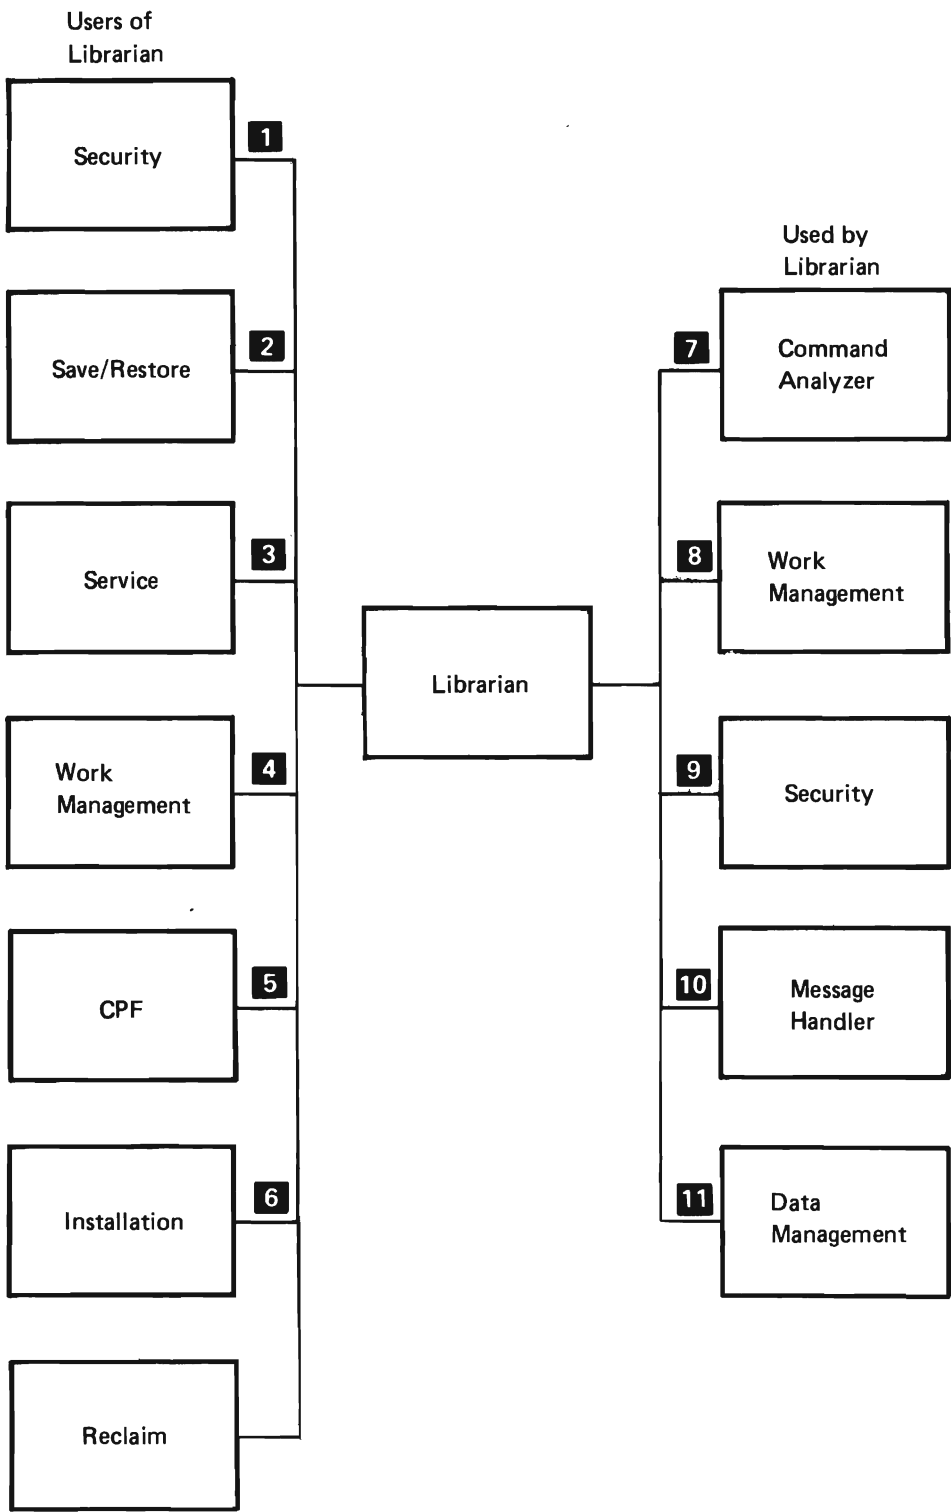 Users of
Librarian
1
Security
2
Save/Restore
3
Service
4
Work
Management
5
CPF
6
Installation
Reclaim
Librarian
Used by
Librarian
7
Command
Analyzer
8
Work
Management
9
Security
10
Message
Handler
11
Data
Management